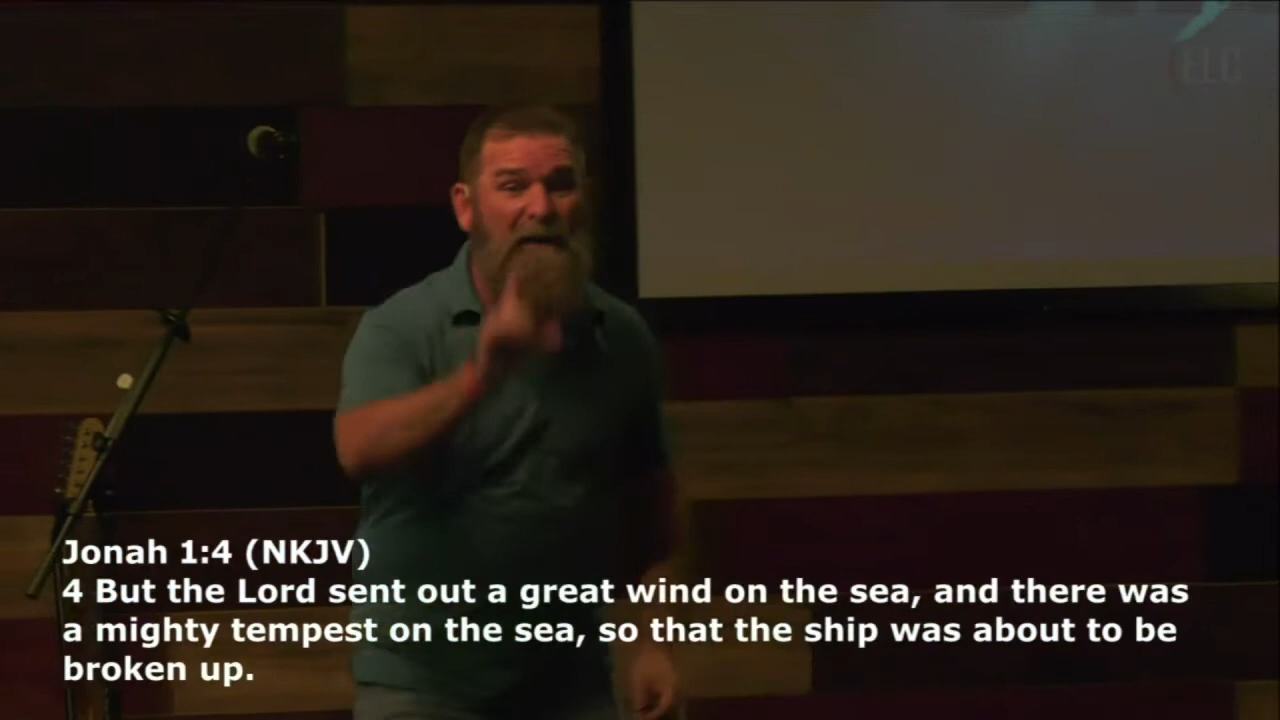 ELC
Jonah 1:4 (NKJV)
4 But the Lord sent out a great wind on the sea, and there was
a mighty tempest on the sea, so that the ship was about to be
broken up.